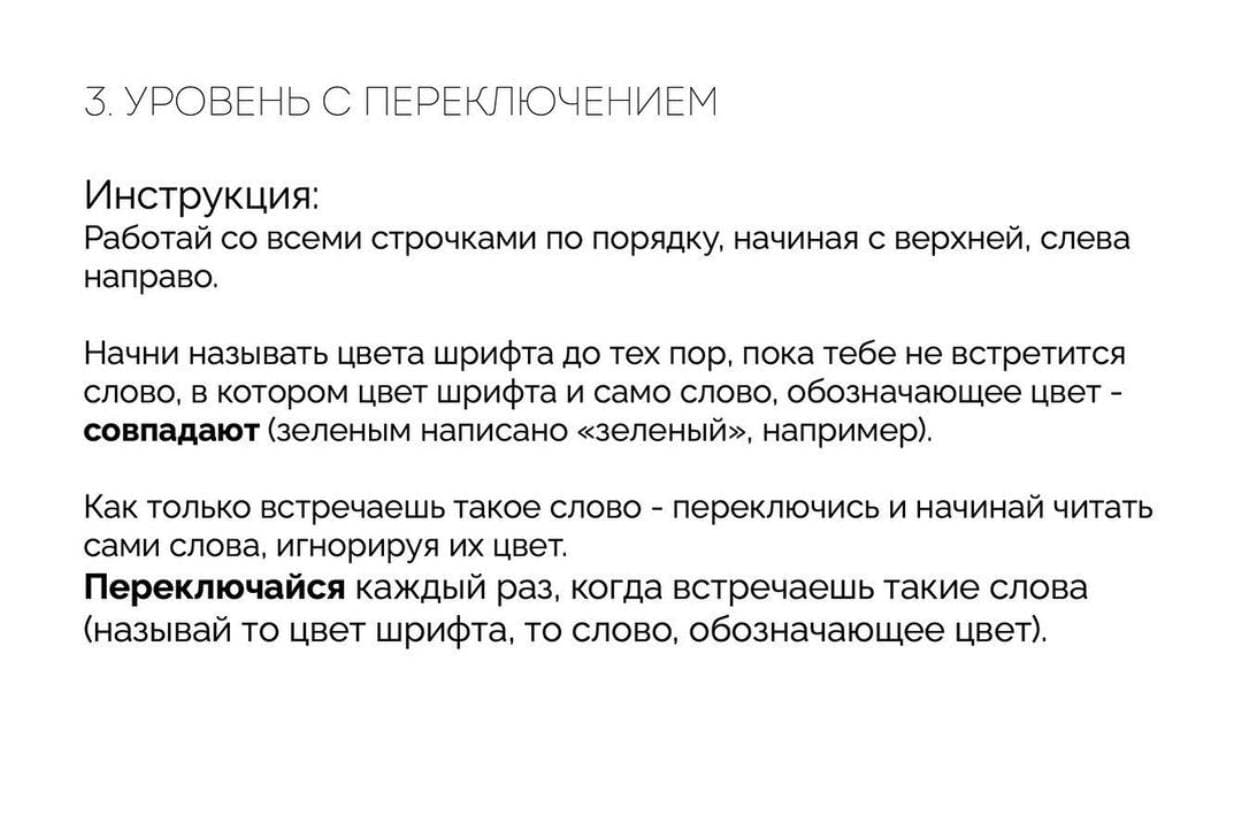 3. УРОВЕНЬ С ПЕРЕКЛЮЧЕНИЕМ
Инструкция:
Работай со всеми строчками по порядку, начиная с верхней, слева
направо.
Начни называть цвета шрифта до тех пор, пока тебе не встретится
слово, в котором цвет шрифта и само слово, обозначающее цвет -
совпадают (зеленым написано «зеленый», например).
Как только встречаешь такое слово - переключись и начинай читать
сами слова, игнорируя их цвет.
Переключайся каждый раз, когда встречаешь такие слова
(называй то цвет шрифта, то слово, обозначающее цвет).